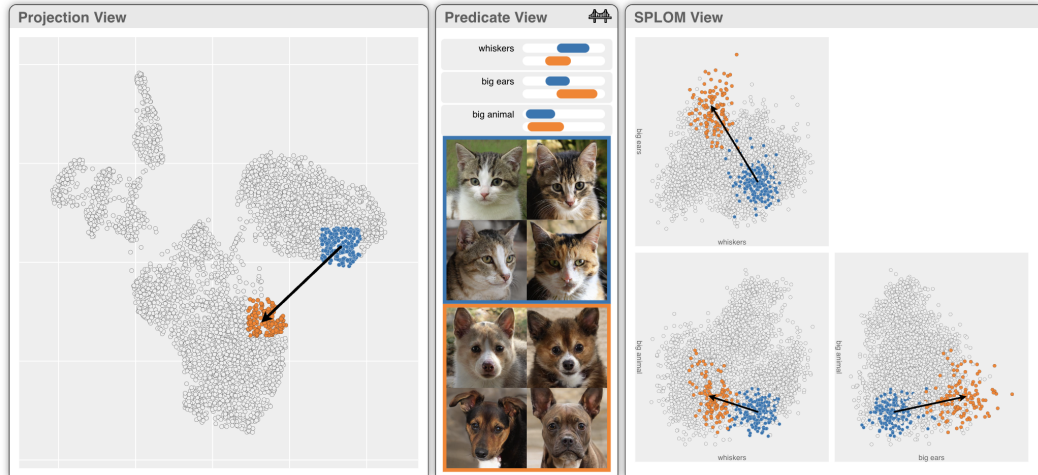 Projection View
Predicate View
whiskers
big ears
big animal
SPLOM View
big ears
whiskers
big animal
whiskers
big animal
big ears